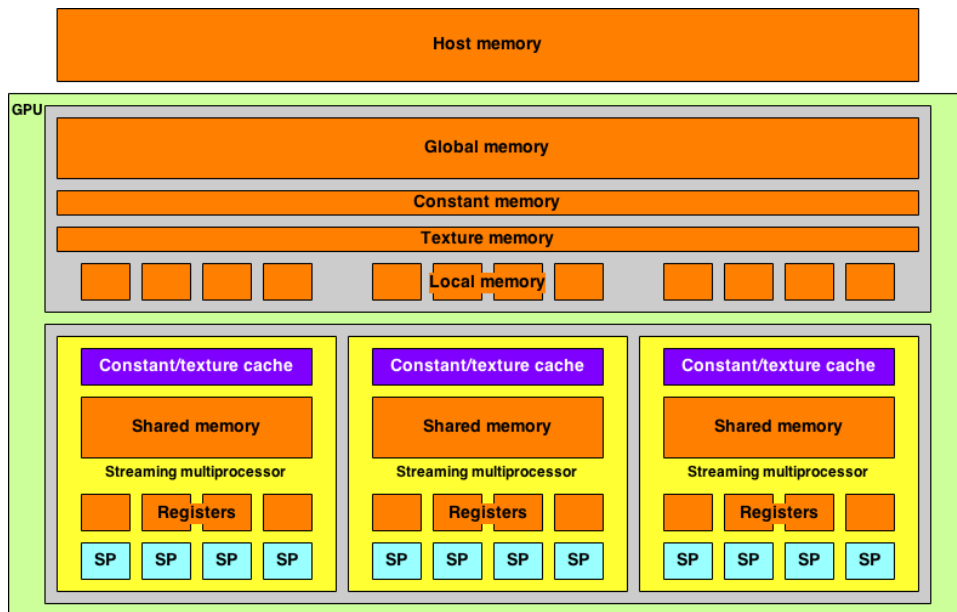 Host memory
GPU
Global memory
Constant memory
Texture memory
Local memory
Constant/texture cache Constant/texture cache Constant/texture cache
Shared memory Shared memory Shared memory
Streaming multiprocessor Streaming multiprocessor Streaming multiprocessor
Registers Registers Registers
SP SP SP SP SP SP SP SP SP SP SP SP